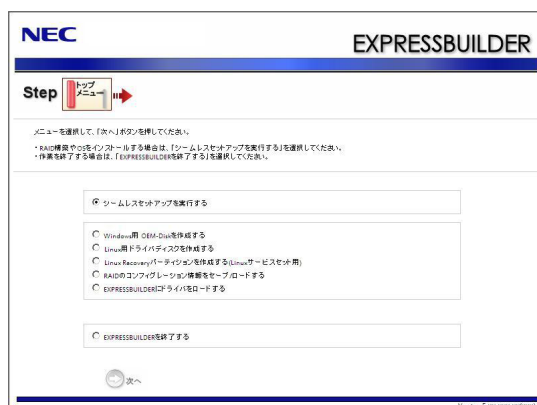 NEC
EXPRESSBUILDER
Step
トップ
メニュー
メニューを選択して、「次へ」ボタンを押してください。
・RAID構築やOSをインストールする場合は、「シームレスセットアップを実行する」を選択してください。
・作業を終了する場合は、「EXPRESSBUILDERを終了する」を選択してください。
シームレスセットアップを実行する
Windows用 OEM-Diskを作成する
Linux用ドライバディスクを作成する
Linux Recoveryパーティションを作成する(Linuxサービスセット用)
RAIDのコンフィグレーション情報をセーブ/ロードする
EXPRESSBUILDERにドライバをロードする
EXPRESSBUILDERを終了する
次へ